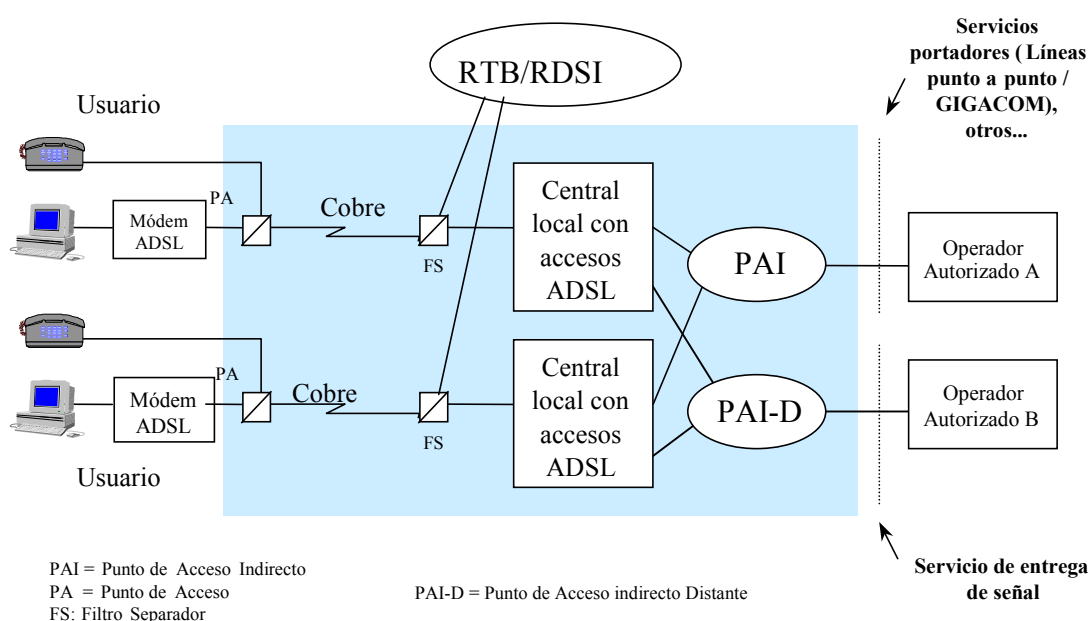 Servicios
portadores ( Líneas
punto a punto /
GIGACOM),
otros...
RTB/RDSI
Usuario
PA
Módem
ADSL
Cobre
FS
Central
local con
accesos
ADSL
PAI
Operador
Autorizado A
PA
Módem
ADSL
Cobre
FS
Central
local con
accesos
ADSL
PAI-D
Operador
Autorizado B
Usuario
PAI = Punto de Acceso Indirecto
PA = Punto de Acceso
FS: Filtro Separador
PAI-D = Punto de Acceso indirecto Distante
Servicio de entrega
de señal